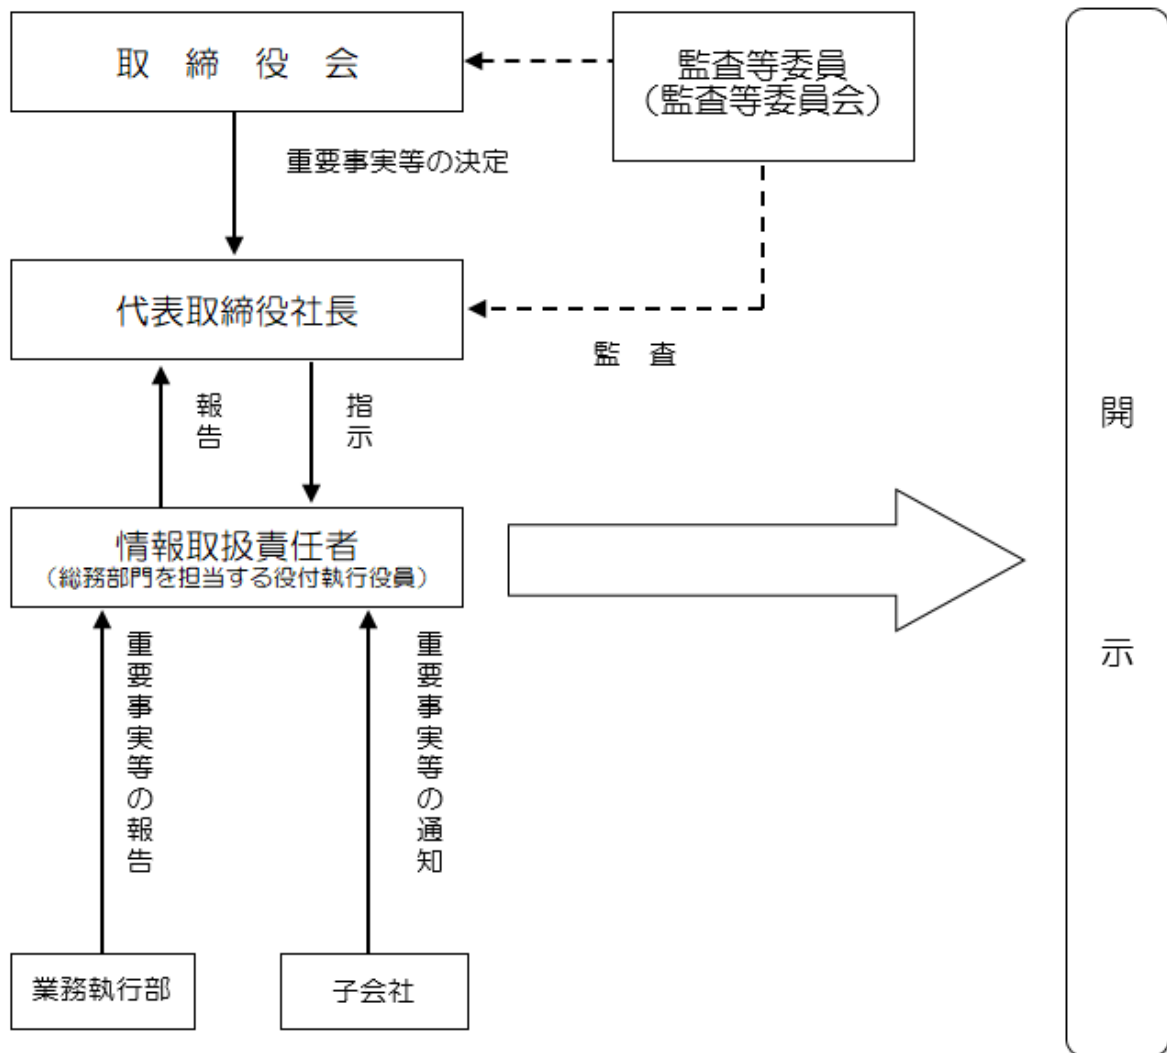 取　締　役　会
監査等委員
（監査等委員会）
重要事実等の決定
代表取締役社長
監　査
報告
指示
開示
情報取扱責任者
（総務部門を担当する役付執行役員）
重要事実等の報告
重要事実等の通知
業務執行部
子会社